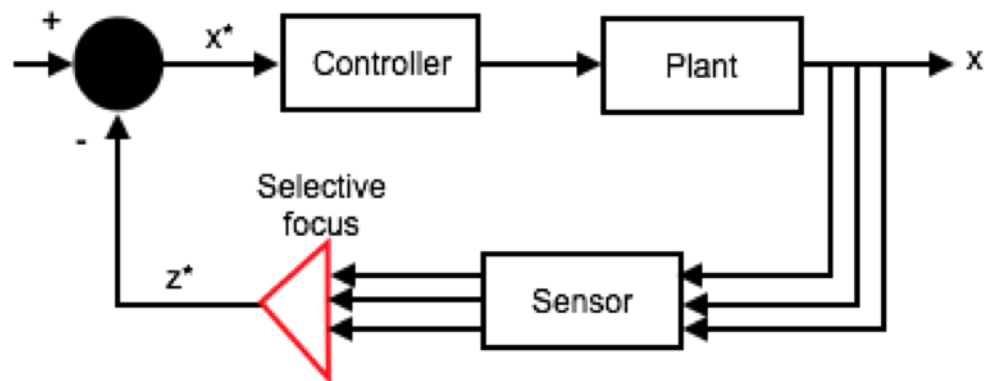 +
x*
Controller
Plant
x
-
Selective
focus
z*
Sensor